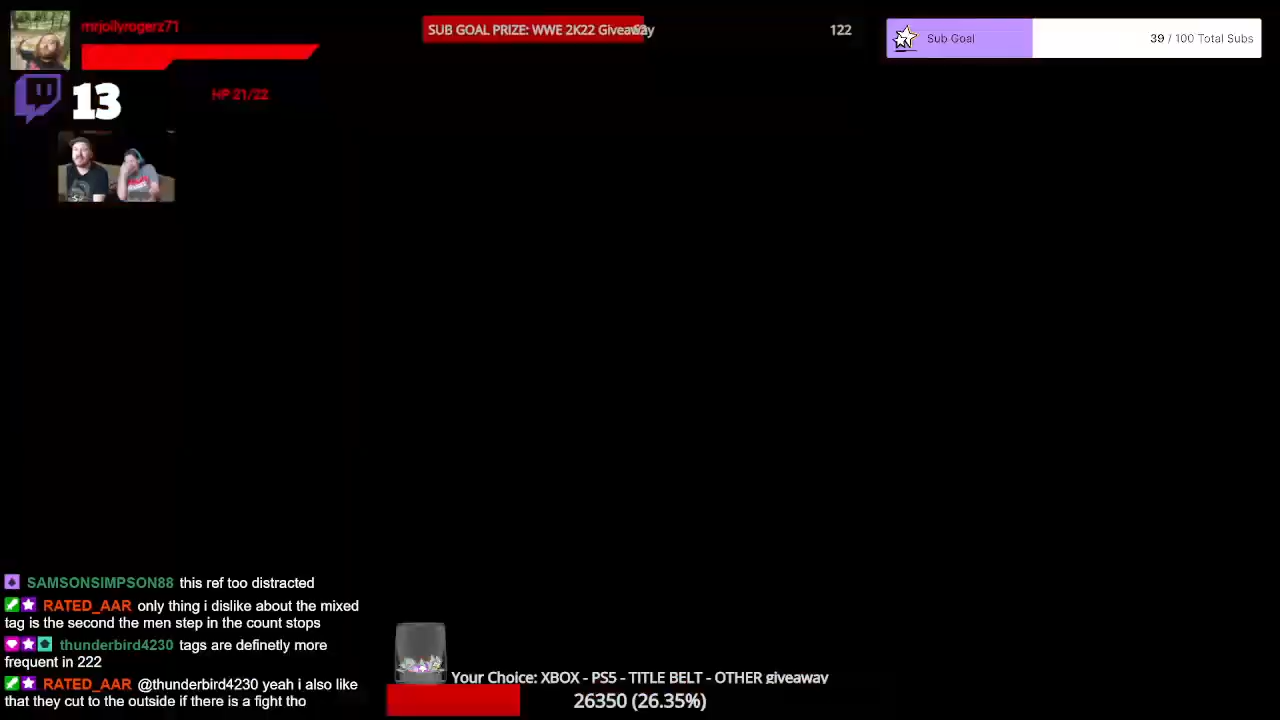 mrjollyrogerz71
SUB GOAL PRIZE: WWE 2K22 Giveaway
122
Sub Goal
39 / 100 Total Subs
13
HP 21/22
SAMSONSIMPSON88 this ref too distracted
RATED_AAR only thing i dislike about the mixed
tag is the second the men step in the count stops
thunderbird4230 tags are definetly more
frequent in 222
RATED_AAR @thunderbird4230 yeah i also like
that they cut to the outside if there is a fight tho
Your Choice: XBOX - PS5 - TITLE BELT - OTHER giveaway
26350 (26.35%)